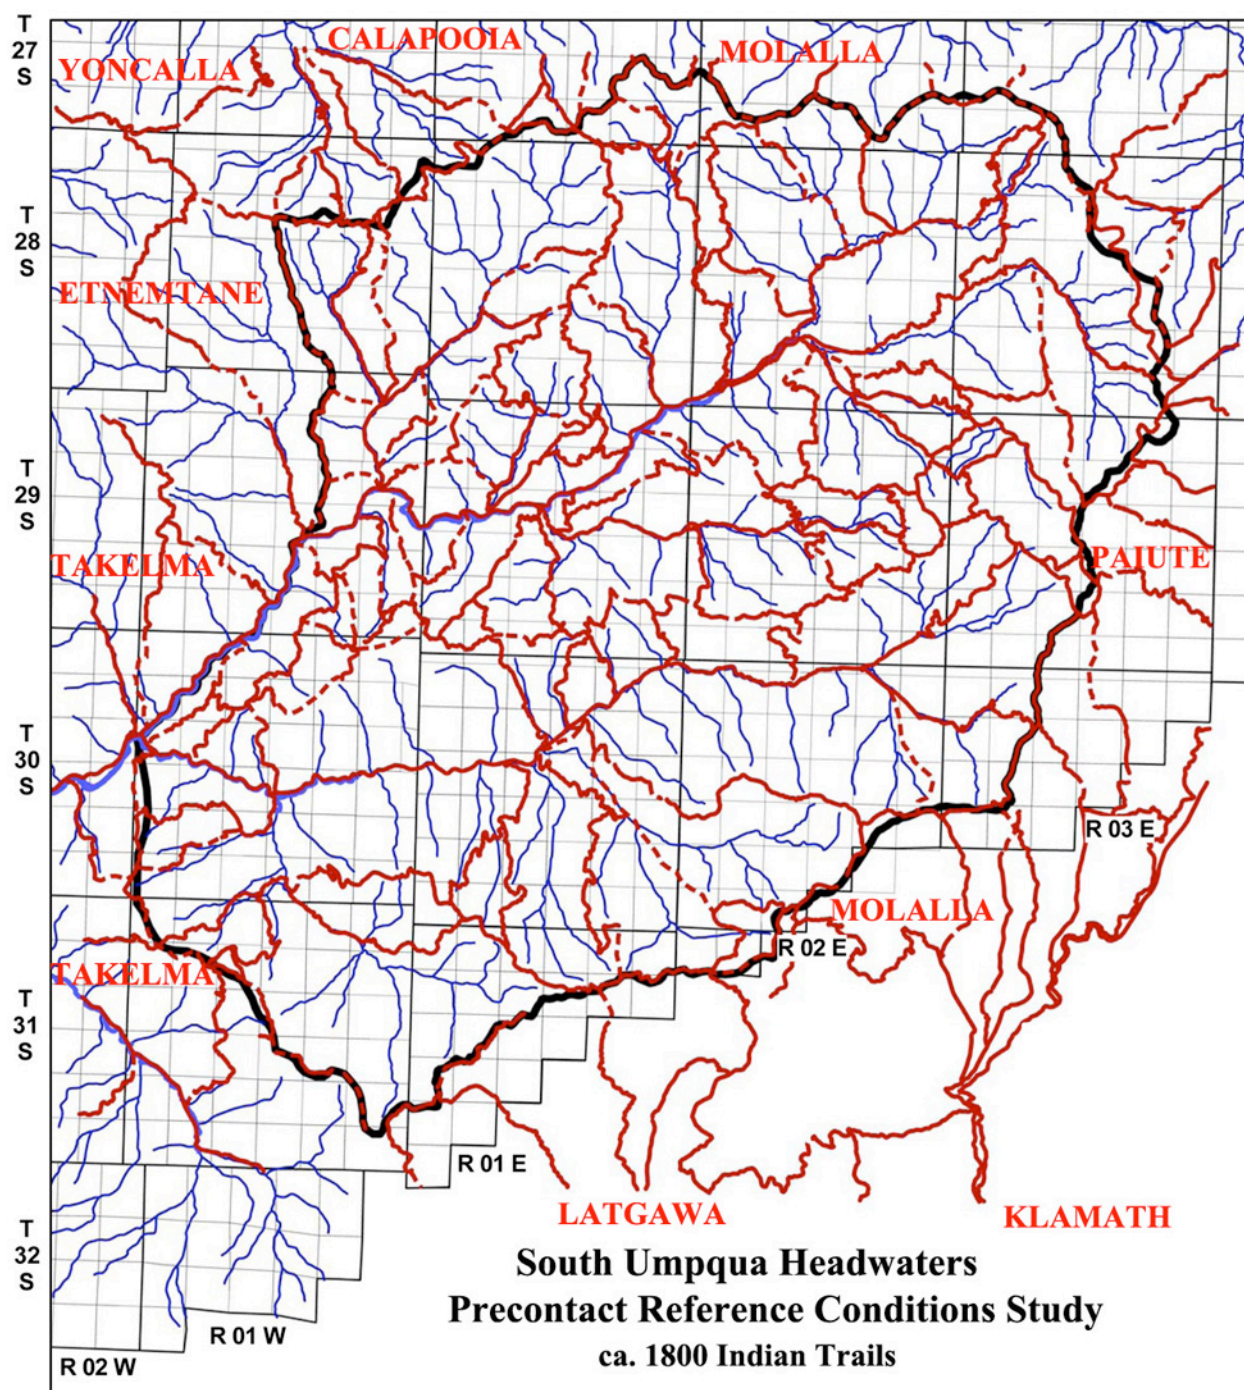 T
27
S
CALAPOOIA
MOLALLA
YONCALLA
T
28
S
ETNEMTANE
T
29
S
TAKELMA
PAIUTE
T
30
S
R 03 E
MOLALLA
R 02 E
TAKELMA
T
31
S
R 01 E
LATGAWA
KLAMATH
T
32
S
South Umpqua Headwaters
Precontact Reference Conditions Study
ca. 1800 Indian Trails
R 01 W
R 02 W